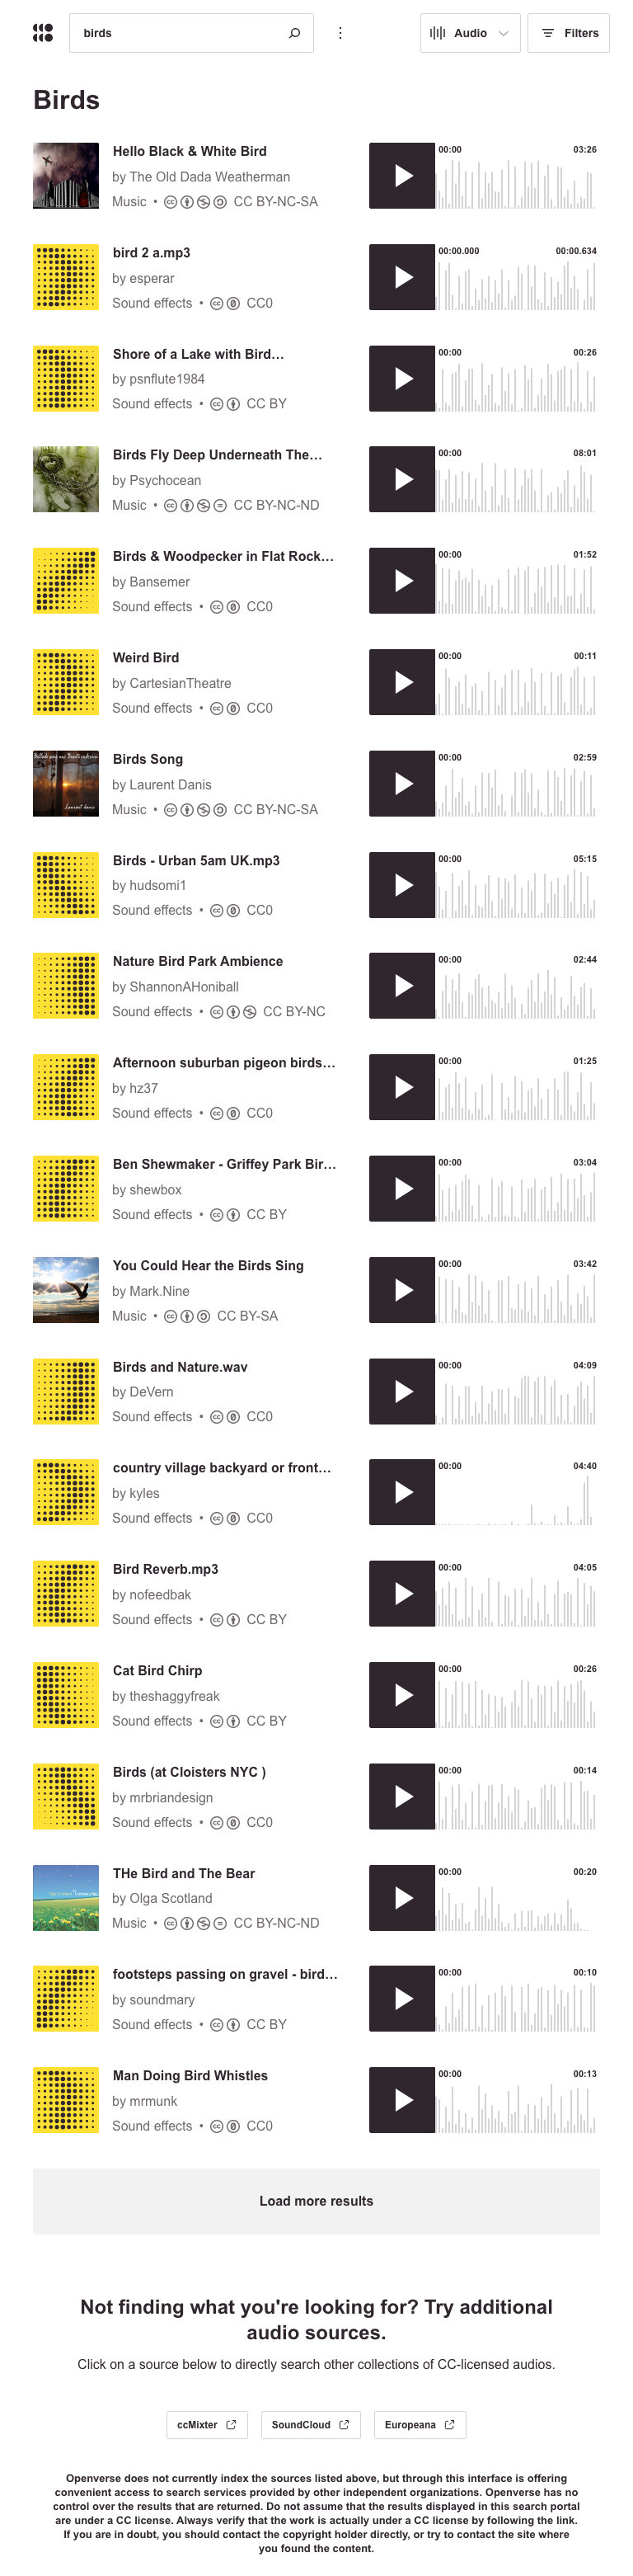 birds
Audio
Filters
Birds
Hello Black & White Bird
by The Old Dada Weatherman
Music • CC BY-NC-SA
00:00 03:26
bird 2 a.mp3
by esperar
Sound effects • CC0
00:00.000 00:00.634
Shore of a Lake with Bird…
by psnflute1984
Sound effects • CC BY
00:00 00:26
Birds Fly Deep Underneath The…
by Psychocean
Music • CC BY-NC-ND
00:00 08:01
Birds & Woodpecker in Flat Rock…
by Bansemer
Sound effects • CC0
00:00 01:52
Weird Bird
by CartesianTheatre
Sound effects • CC0
00:00 00:11
Birds Song
by Laurent Danis
Music • CC BY-NC-SA
00:00 02:59
Birds - Urban 5am UK.mp3
by hudsomi1
Sound effects • CC0
00:00 05:15
Nature Bird Park Ambience
by ShannonAHoniball
Sound effects • CC BY-NC
00:00 02:44
Afternoon suburban pigeon birds…
by hz37
Sound effects • CC0
00:00 01:25
Ben Shewmaker - Griffey Park Bir…
by shewbox
Sound effects • CC BY
00:00 03:04
You Could Hear the Birds Sing
by Mark.Nine
Music • CC BY-SA
00:00 03:42
Birds and Nature.wav
by DeVern
Sound effects • CC0
00:00 04:09
country village backyard or front…
by kyles
Sound effects • CC0
00:00 04:40
Bird Reverb.mp3
by nofeedbak
Sound effects • CC BY
00:00 04:05
Cat Bird Chirp
by theshaggyfreak
Sound effects • CC BY
00:00 00:26
Birds (at Cloisters NYC )
by mrbriandesign
Sound effects • CC0
00:00 00:14
THe Bird and The Bear
by Olga Scotland
Music • CC BY-NC-ND
00:00 00:20
footsteps passing on gravel - bird…
by soundmary
Sound effects • CC BY
00:00 00:10
Man Doing Bird Whistles
by mrmunk
Sound effects • CC0
00:00 00:13
Load more results
Not finding what you're looking for? Try additional
audio sources.
Click on a source below to directly search other collections of CC-licensed audios.
ccMixter
SoundCloud
Europeana
Openverse does not currently index the sources listed above, but through this interface is offering
convenient access to search services provided by other independent organizations. Openverse has no
control over the results that are returned. Do not assume that the results displayed in this search portal
are under a CC license. Always verify that the work is actually under a CC license by following the link.
If you are in doubt, you should contact the copyright holder directly, or try to contact the site where
you found the content.